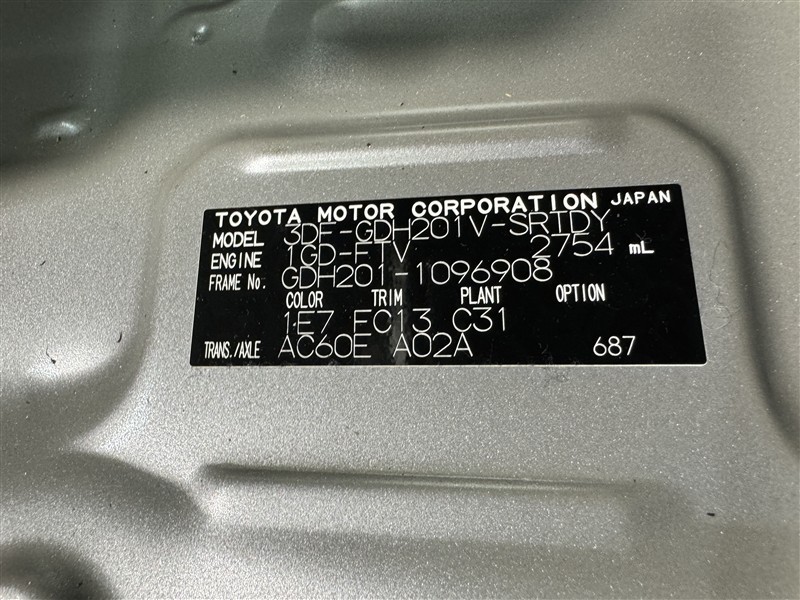 TOYOTA MOTOR CORPORATION JAPAN
MODEL 3DF-GDH201V-SRTDY
ENGINE 1GD-FTV 2754 mL
FRAME No. GDH201-1096908
COLOR TRIM PLANT OPTION
1E7 FC13 C31
TRANS./AXLE AC60E A02A 687